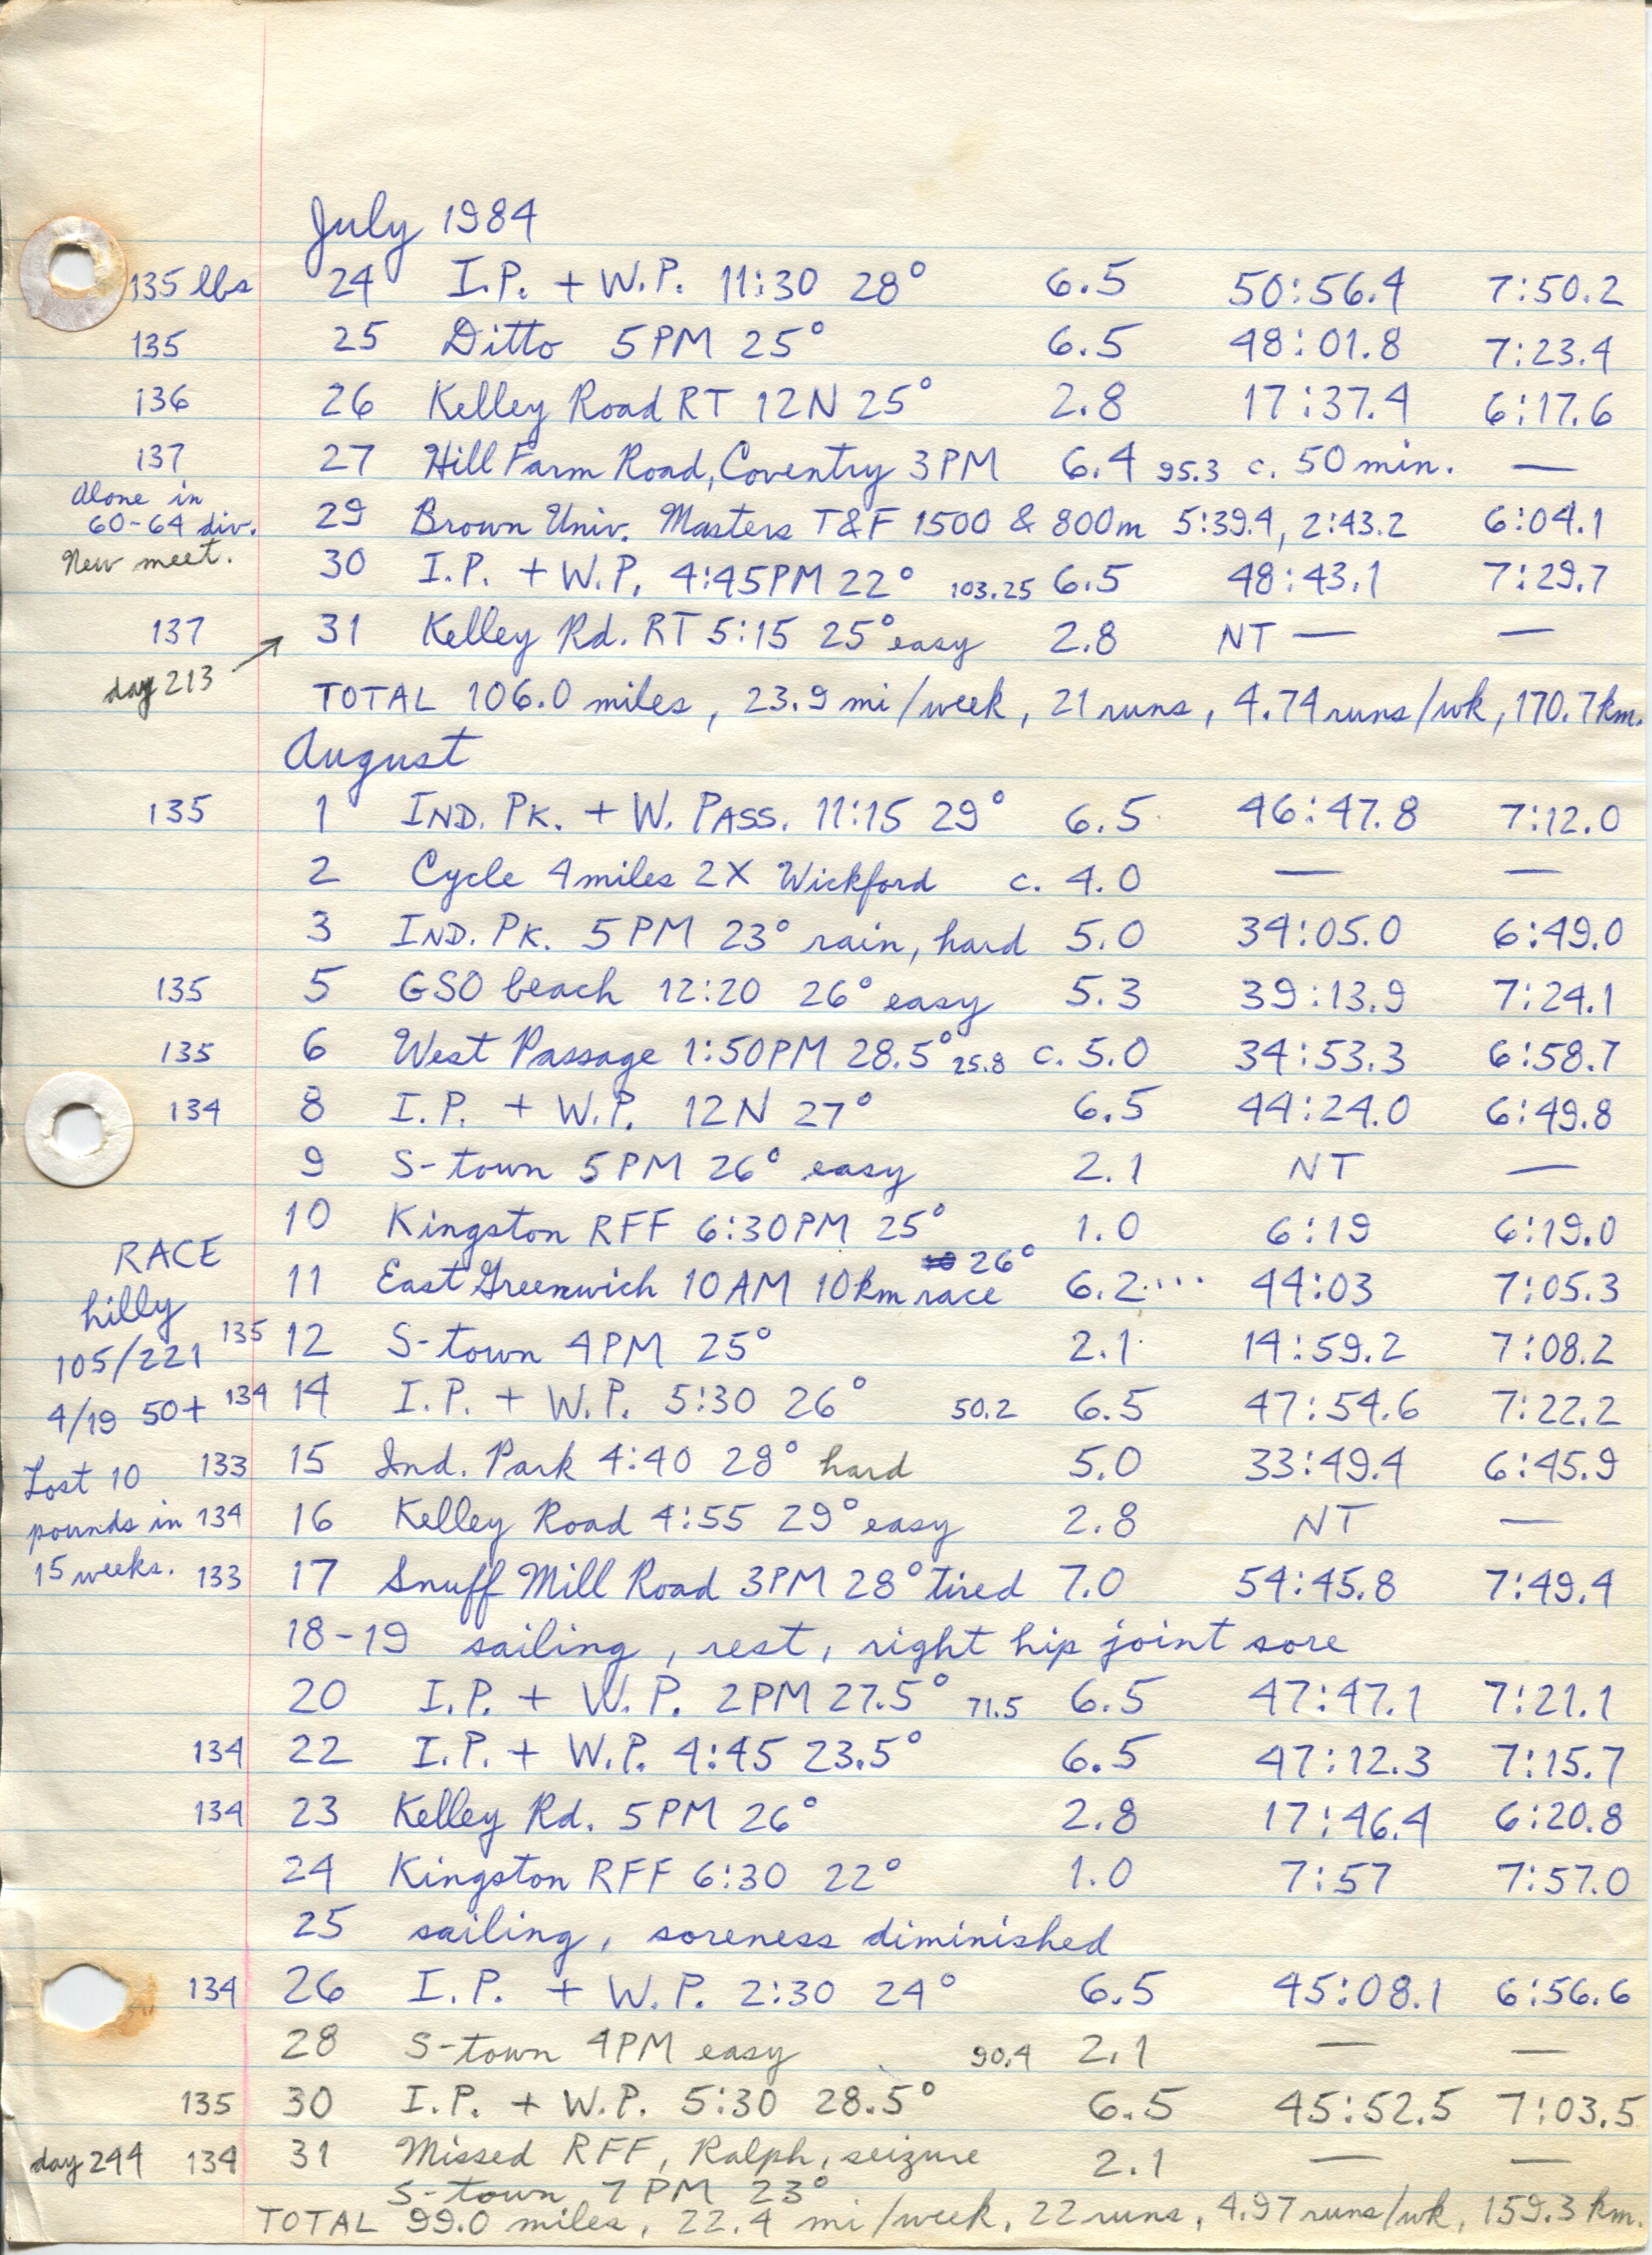 July 1984
135 lbs 24 I.P. + W.P. 11:30 28° 6.5 50:56.4 7:50.2
135 25 Ditto 5PM 25° 6.5 48:01.8 7:23.4
136 26 Kelley Road RT 12N 25° 2.8 17:37.4 6:17.6
137 27 Hill Farm Road, Coventry 3PM 6.4 95.3 c. 50 min. —
Alone in
60-64 div. 29 Brown Univ. Masters T&F 1500 & 800m 5:39.4, 2:43.2 6:04.1
New meet. 30 I.P. + W.P. 4:45PM 22° 103.25 6.5 48:43.1 7:29.7
137 31 Kelley Rd. RT 5:15 25° easy 2.8 NT — —
day 213 TOTAL 106.0 miles, 23.9 mi/week, 21 runs, 4.74 runs/wk, 170.7 km.
August
135 1 IND. PK. + W. PASS. 11:15 29° 6.5 46:47.8 7:12.0
2 Cycle 4 miles 2X Wickford c. 4.0 — —
3 IND. PK. 5 PM 23° rain, hard 5.0 34:05.0 6:49.0
135 5 GSO beach 12:20 26° easy 5.3 39:13.9 7:24.1
135 6 West Passage 1:50PM 28.5° 25.8 c. 5.0 34:53.3 6:58.7
134 8 I.P. + W.P. 12N 27° 6.5 44:24.0 6:49.8
9 S-town 5PM 26° easy 2.1 NT —
10 Kingston RFF 6:30PM 25° 1.0 6:19 6:19.0
RACE 26°
11 East Greenwich 10AM 10km race 6.2.... 44:03 7:05.3
hilly
135 12 S-town 4PM 25° 2.1 14:59.2 7:08.2
105/221
4/19 50+ 134 14 I.P. + W.P. 5:30 26° 50.2 6.5 47:54.6 7:22.2
Lost 10 133 15 Ind. Park 4:40 28° hard 5.0 33:49.4 6:45.9
pounds in 134 16 Kelley Road 4:55 29° easy 2.8 NT —
15 weeks. 133 17 Snuff Mill Road 3PM 28° tired 7.0 54:45.8 7:49.4
18-19 sailing, rest, right hip joint sore
20 I.P. + W.P. 2PM 27.5° 71.5 6.5 47:47.1 7:21.1
134 22 I.P. + W.P. 4:45 23.5° 6.5 47:12.3 7:15.7
134 23 Kelley Rd. 5PM 26° 2.8 17:46.4 6:20.8
24 Kingston RFF 6:30 22° 1.0 7:57 7:57.0
25 sailing, soreness diminished
134 26 I.P. + W.P. 2:30 24° 6.5 45:08.1 6:56.6
28 S-town 4PM easy 90.4 2.1 — —
135 30 I.P. + W.P. 5:30 28.5° 6.5 45:52.5 7:03.5
day 244 134 31 Missed RFF, Ralph, seizure 2.1 — —
S-town 7 PM 23°
TOTAL 99.0 miles, 22.4 mi/week, 22 runs, 4.97 runs/wk, 159.3 km.